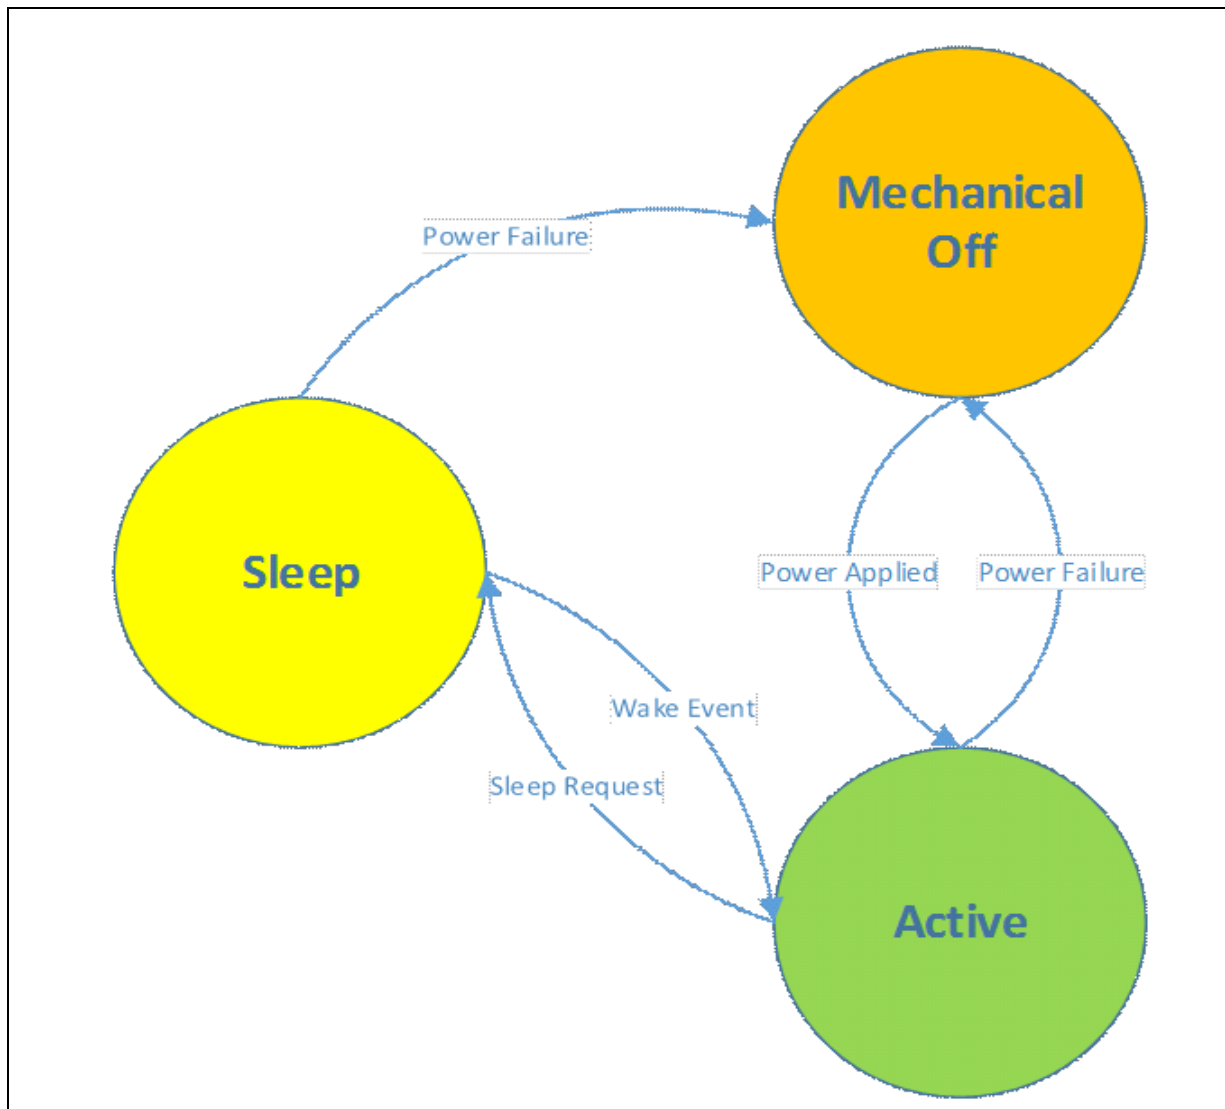 Mechanical
Off
Power Failure
Sleep
Power Applied
Power Failure
Wake Event
Sleep Request
Active